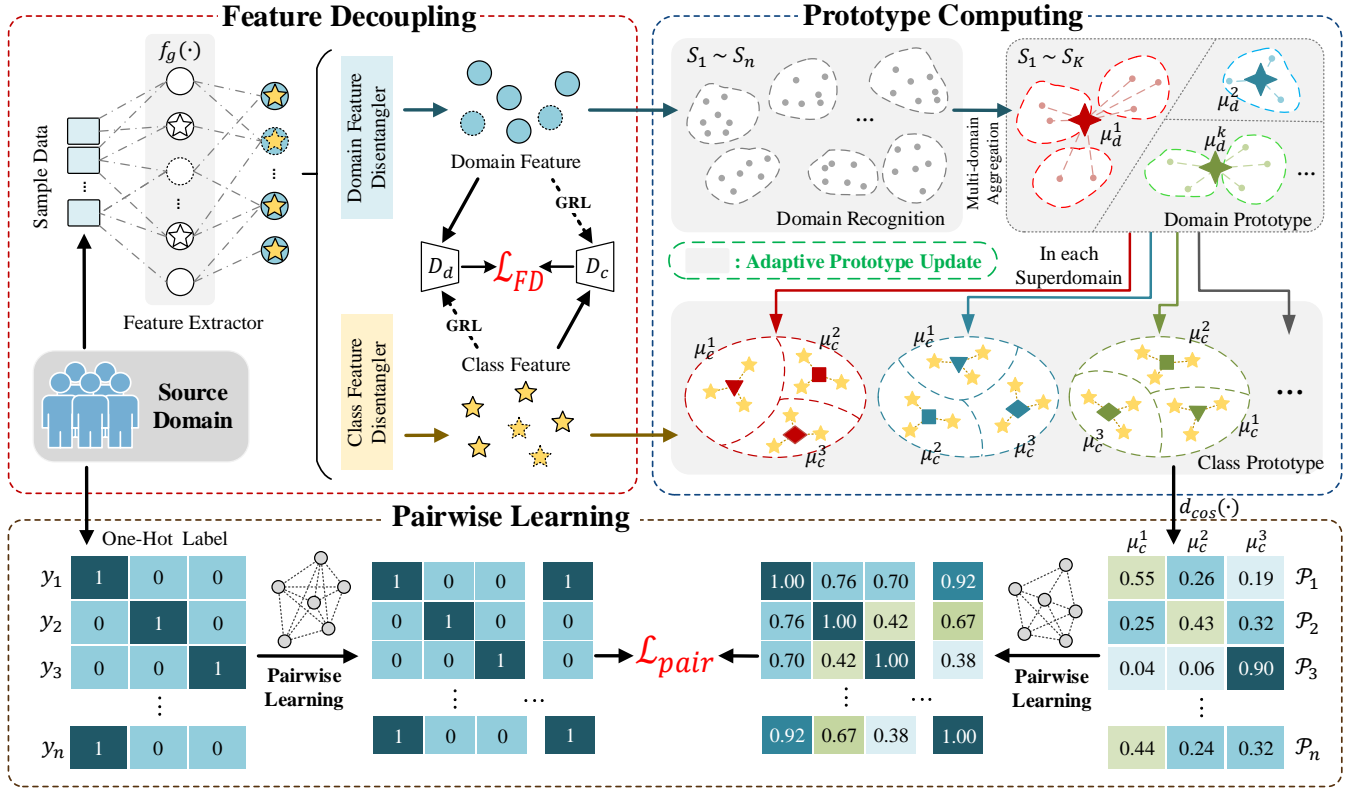 Feature Decoupling
f_g(·)
Sample Data
...
...
...
Feature Extractor
Source
Domain
Domain Feature
Disentangler
Class Feature
Disentangler
Domain Feature
GRL
D_d
ℒ_FD
D_c
GRL
Class Feature
Prototype Computing
S_1 ~ S_n
...
Domain Recognition
Multi-domain
Aggregation
S_1 ~ S_K
μ_d^1
μ_d^2
μ_d^k
...
Domain Prototype
: Adaptive Prototype Update
In each
Superdomain
μ_c^1
μ_c^2
μ_c^3
μ_c^1
μ_c^2
μ_c^3
μ_c^2
μ_c^3
μ_c^1
...
Class Prototype
d_cos(·)
Pairwise Learning
One-Hot Label
y_1 1 0 0
y_2 0 1 0
y_3 0 0 1
...
y_n 1 0 0
Pairwise
Learning
1 0 0 1
0 1 0 0
0 0 1 0
... ...
1 0 0 1
ℒ_pair
1.00 0.76 0.70 0.92
0.76 1.00 0.42 0.67
0.70 0.42 1.00 0.38
... ...
0.92 0.67 0.38 1.00
Pairwise
Learning
μ_c^1 μ_c^2 μ_c^3
0.55 0.26 0.19 𝒫_1
0.25 0.43 0.32 𝒫_2
0.04 0.06 0.90 𝒫_3
...
0.44 0.24 0.32 𝒫_n